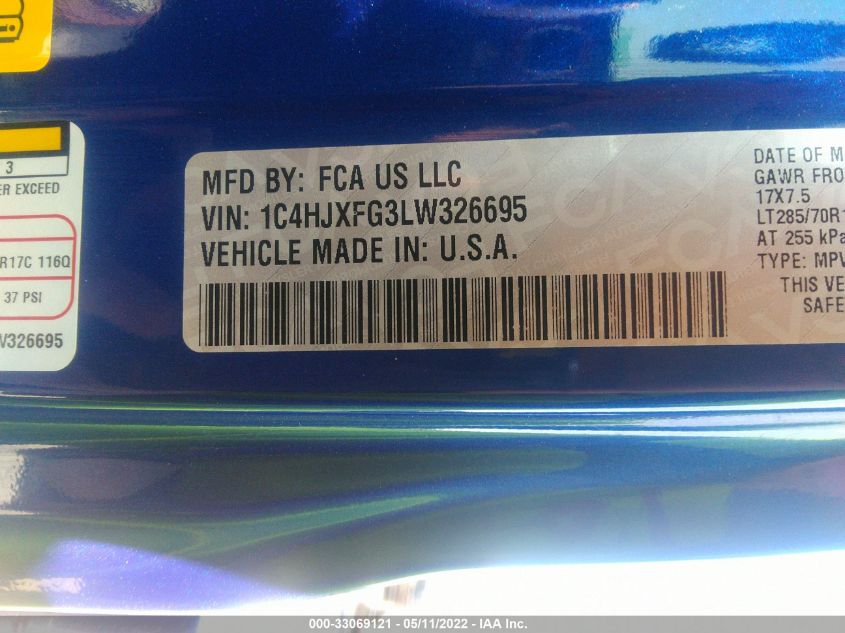 3
ER EXCEED
R17C 116Q
37 PSI
W326695
MFD BY: FCA US LLC
VIN: 1C4HJXFG3LW326695
VEHICLE MADE IN: U.S.A.
DATE OF M
GAWR FRO
17X7.5
LT285/70R1
AT 255 kPa
TYPE: MPV
THIS VE
SAFE
000-33069121 - 05/11/2022 - IAA Inc.